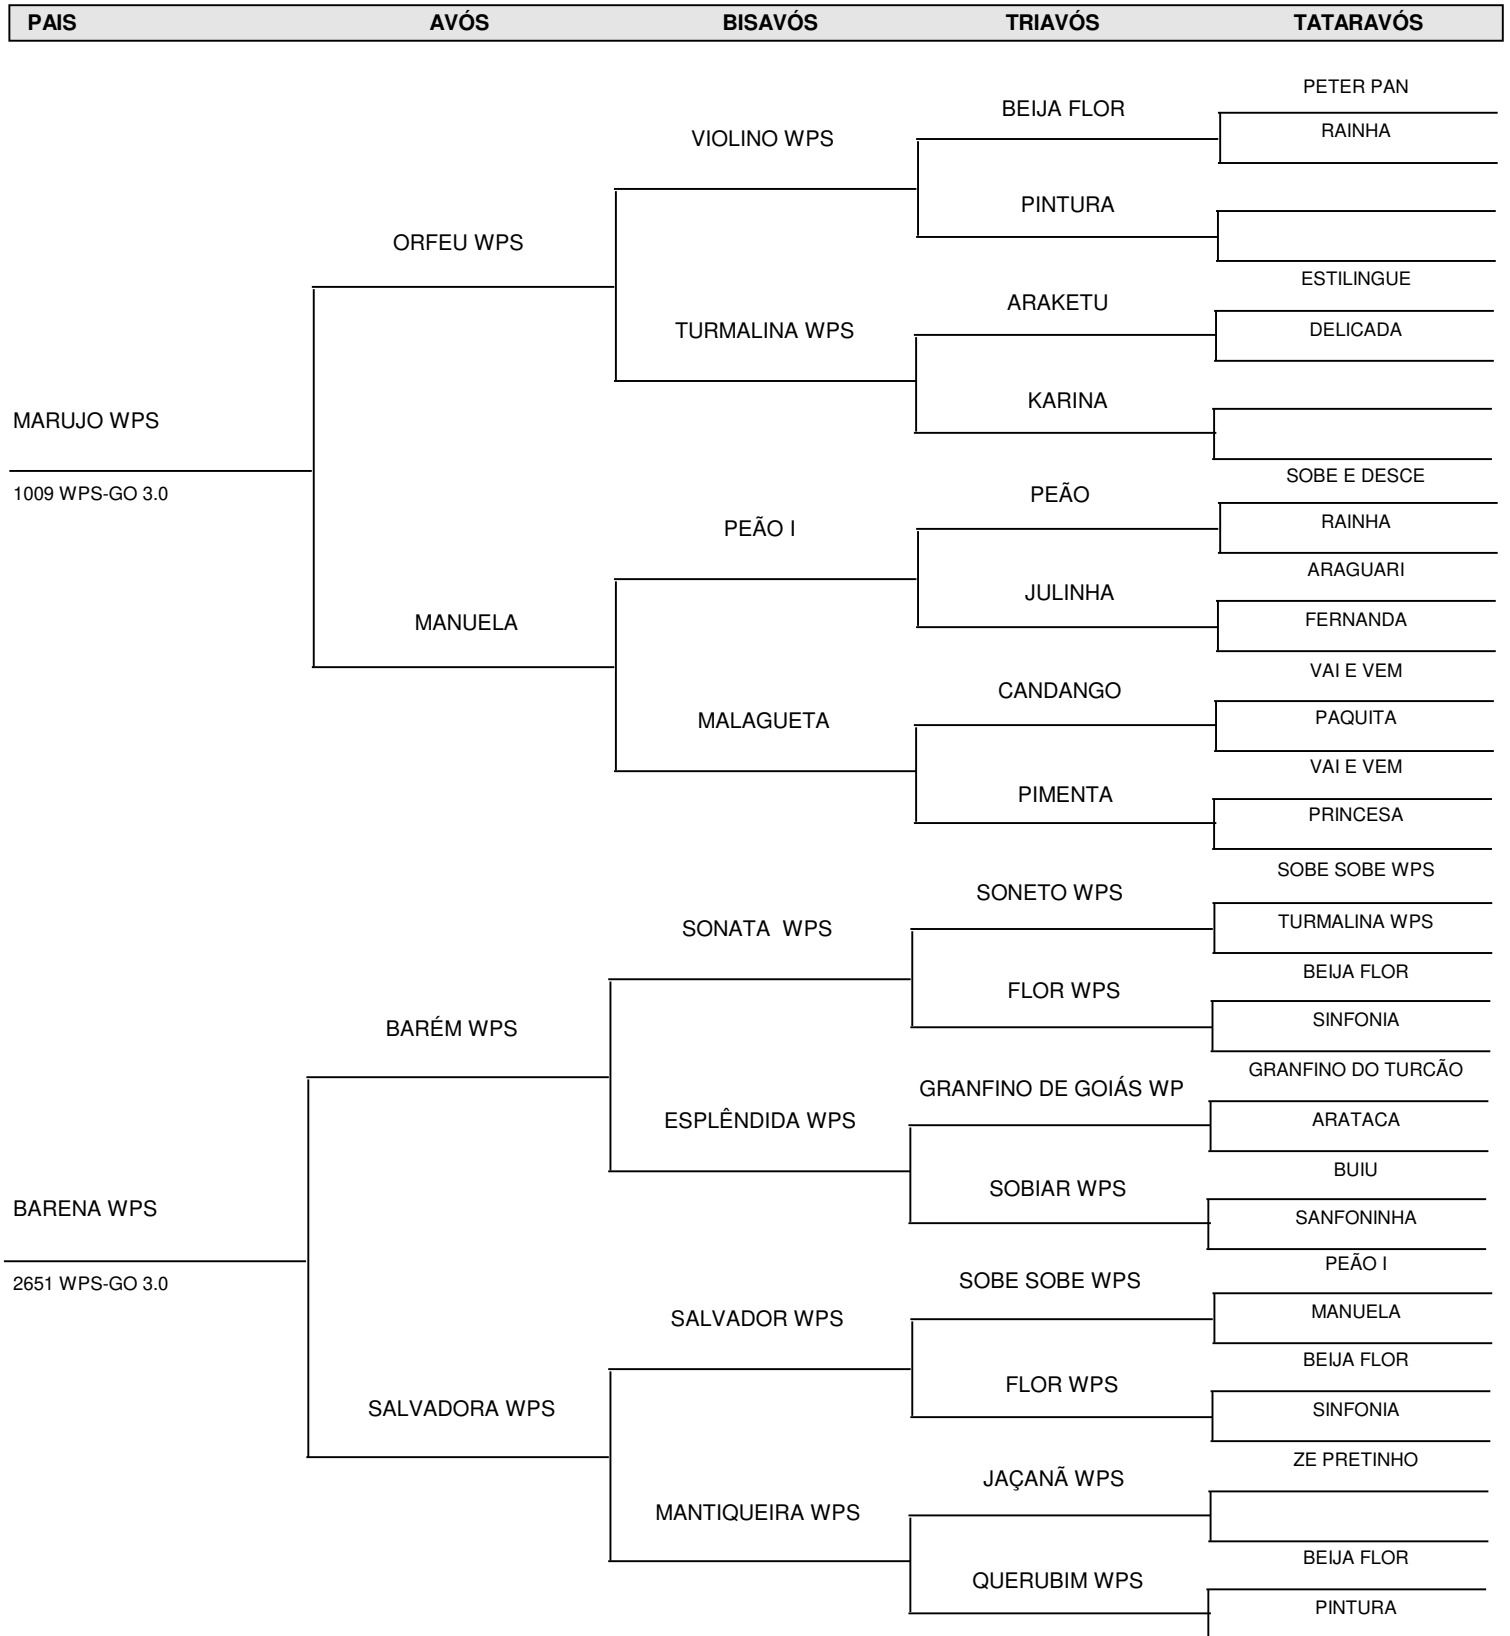 PAIS AVÓS BISAVÓS TRIAVÓS TATARAVÓS
PETER PAN
BEIJA FLOR
RAINHA
VIOLINO WPS
PINTURA
ORFEU WPS
ESTILINGUE
ARAKETU
DELICADA
TURMALINA WPS
KARINA
MARUJO WPS
1009 WPS-GO 3.0
SOBE E DESCE
PEÃO
RAINHA
PEÃO I
ARAGUARI
JULINHA
FERNANDA
MANUELA
VAI E VEM
CANDANGO
PAQUITA
MALAGUETA
VAI E VEM
PIMENTA
PRINCESA
SOBE SOBE WPS
SONETO WPS
TURMALINA WPS
SONATA  WPS
BEIJA FLOR
FLOR WPS
SINFONIA
BARÉM WPS
GRANFINO DO TURCÃO
GRANFINO DE GOIÁS WP
ARATACA
ESPLÊNDIDA WPS
BUIU
SOBIAR WPS
SANFONINHA
BARENA WPS
2651 WPS-GO 3.0
PEÃO I
SOBE SOBE WPS
MANUELA
SALVADOR WPS
BEIJA FLOR
FLOR WPS
SINFONIA
SALVADORA WPS
ZE PRETINHO
JAÇANÃ WPS
MANTIQUEIRA WPS
BEIJA FLOR
QUERUBIM WPS
PINTURA